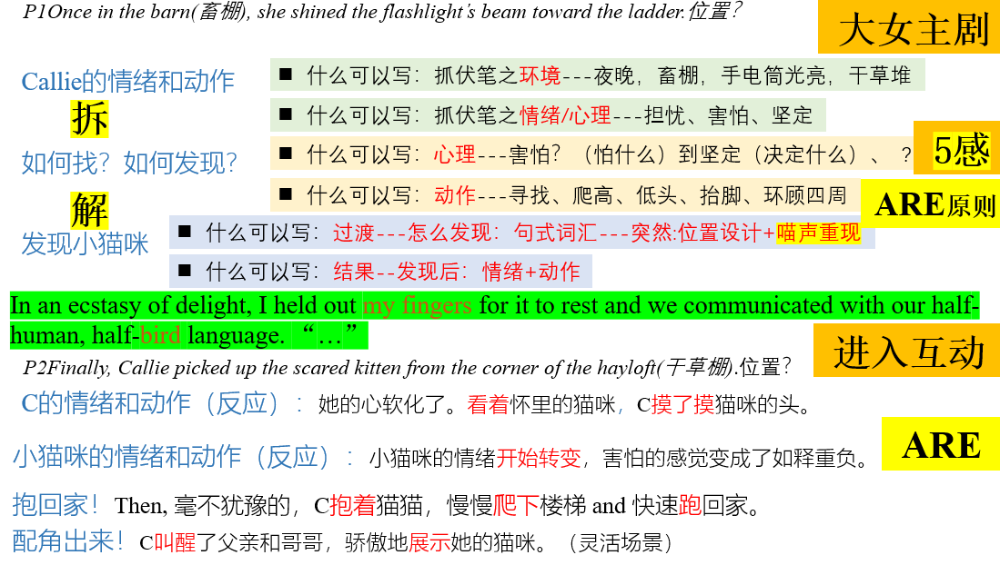 P1Once in the barn(畜棚), she shined the flashlight's beam toward the ladder.位置?
大女主剧
Callie的情绪和动作
■ 什么可以写：抓伏笔之环境---夜晚，畜棚，手电筒光亮，干草堆
拆
■ 什么可以写：抓伏笔之情绪/心理---担忧、害怕、坚定
如何找？如何发现？
■ 什么可以写：心理---害怕？（怕什么）到坚定（决定什么）、 ？
5感
■ 什么可以写：动作---寻找、爬高、低头、抬脚、环顾四周
ARE原则
解
发现小猫咪
■ 什么可以写：过渡---怎么发现：句式词汇---突然:位置设计+喵声重现
■ 什么可以写：结果--发现后：情绪+动作
In an ecstasy of delight, I held out my fingers for it to rest and we communicated with our half-
human, half-bird language. “…”
进入互动
P2Finally, Callie picked up the scared kitten from the corner of the hayloft(干草棚).位置?
C的情绪和动作（反应）：她的心软化了。看着怀里的猫咪，C摸了摸猫咪的头。
小猫咪的情绪和动作（反应）：小猫咪的情绪开始转变，害怕的感觉变成了如释重负。
ARE
抱回家！Then, 毫不犹豫的，C抱着猫猫，慢慢爬下楼梯 and 快速跑回家。
配角出来！C叫醒了父亲和哥哥，骄傲地展示她的猫咪。（灵活场景）